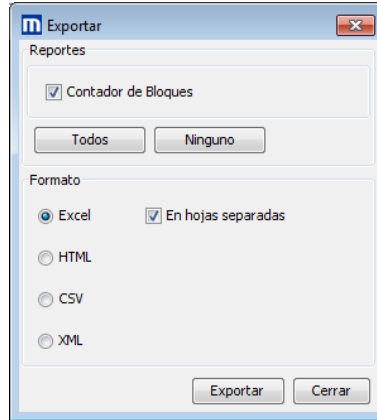 Exportar
Reportes
Contador de Bloques
Todos Ninguno
Formato
Excel En hojas separadas
HTML
CSV
XML
Exportar Cerrar